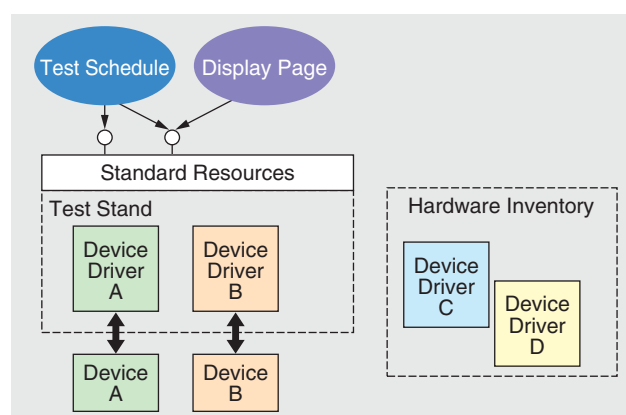 Test Schedule
Display Page
Standard Resources
Test Stand
Device
Driver
A
Device
Driver
B
Device
A
Device
B
Hardware Inventory
Device
Driver
C
Device
Driver
D